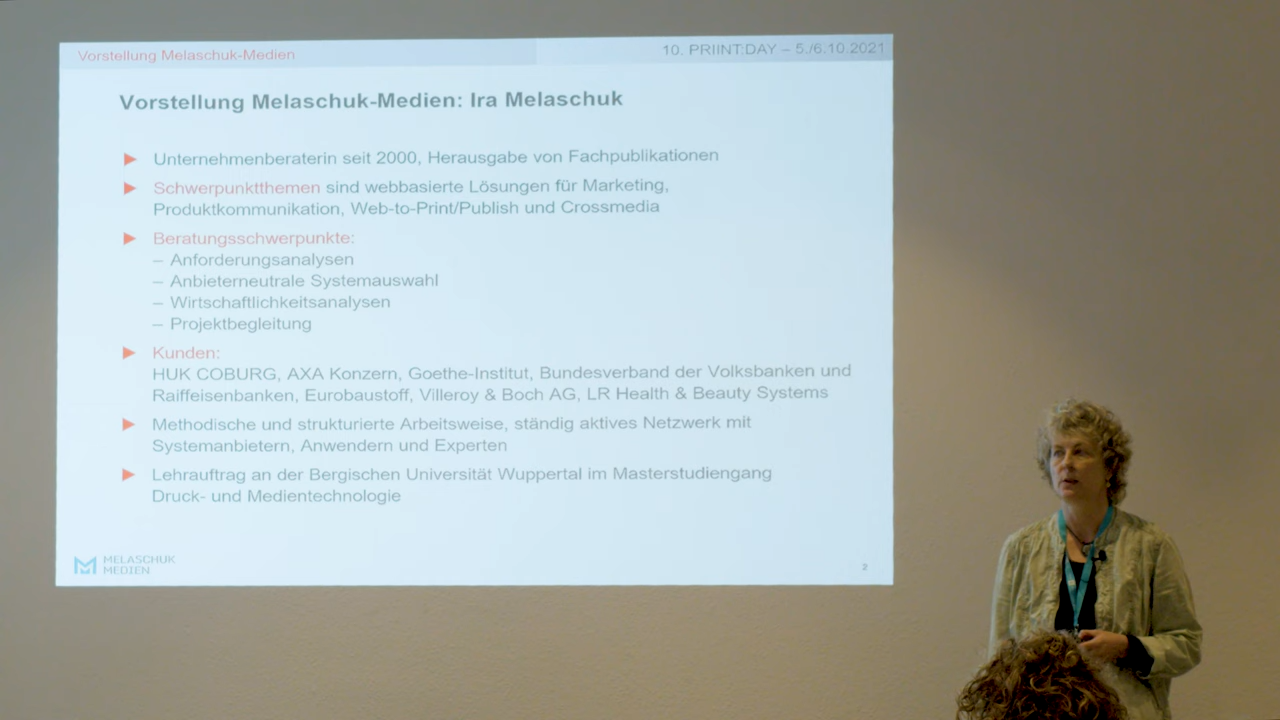 Vorstellung Melaschuk-Medien
10. PRIINT:DAY – 5./6.10.2021
Vorstellung Melaschuk-Medien: Ira Melaschuk
► Unternehmenberaterin seit 2000, Herausgabe von Fachpublikationen
► Schwerpunktthemen sind webbasierte Lösungen für Marketing,
Produktkommunikation, Web-to-Print/Publish und Crossmedia
► Beratungsschwerpunkte:
– Anforderungsanalysen
– Anbieterneutrale Systemauswahl
– Wirtschaftlichkeitsanalysen
– Projektbegleitung
► Kunden:
HUK COBURG, AXA Konzern, Goethe-Institut, Bundesverband der Volksbanken und
Raiffeisenbanken, Eurobaustoff, Villeroy & Boch AG, LR Health & Beauty Systems
► Methodische und strukturierte Arbeitsweise, ständig aktives Netzwerk mit
Systemanbietern, Anwendern und Experten
► Lehrauftrag an der Bergischen Universität Wuppertal im Masterstudiengang
Druck- und Medientechnologie
MELASCHUK
MEDIEN
2